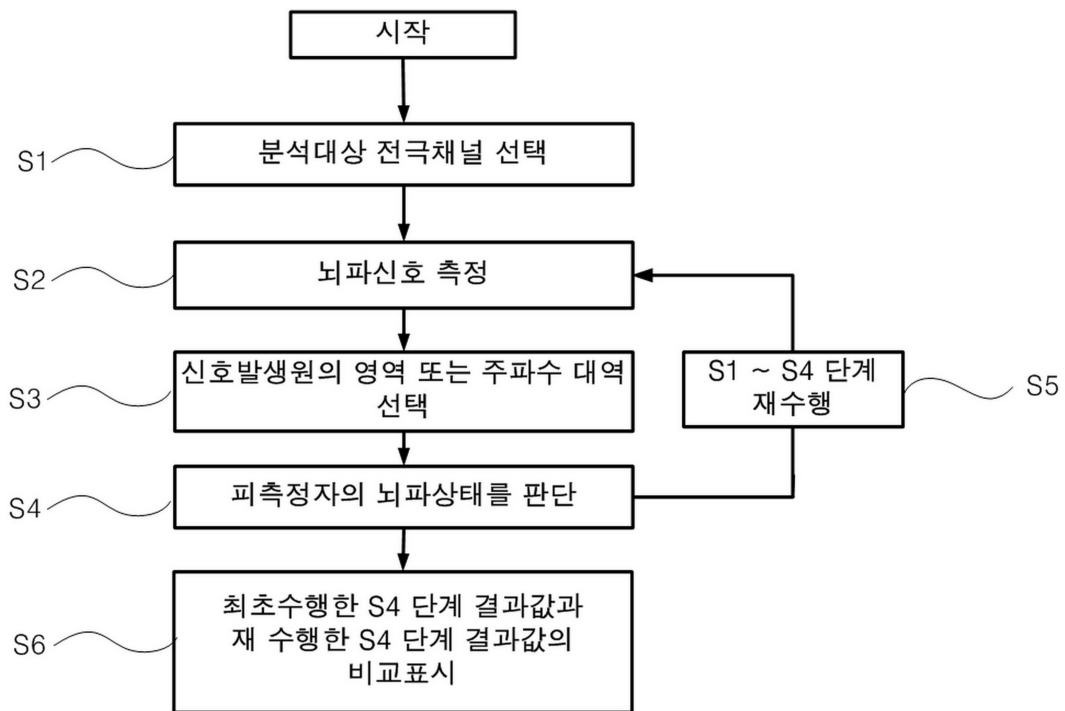 시작
S1
분석대상 전극채널 선택
S2
뇌파신호 측정
S3
신호발생원의 영역 또는 주파수 대역
선택
S1 ~ S4 단계
재수행
S5
S4
피측정자의 뇌파상태를 판단
S6
최초수행한 S4 단계 결과값과
재 수행한 S4 단계 결과값의
비교표시